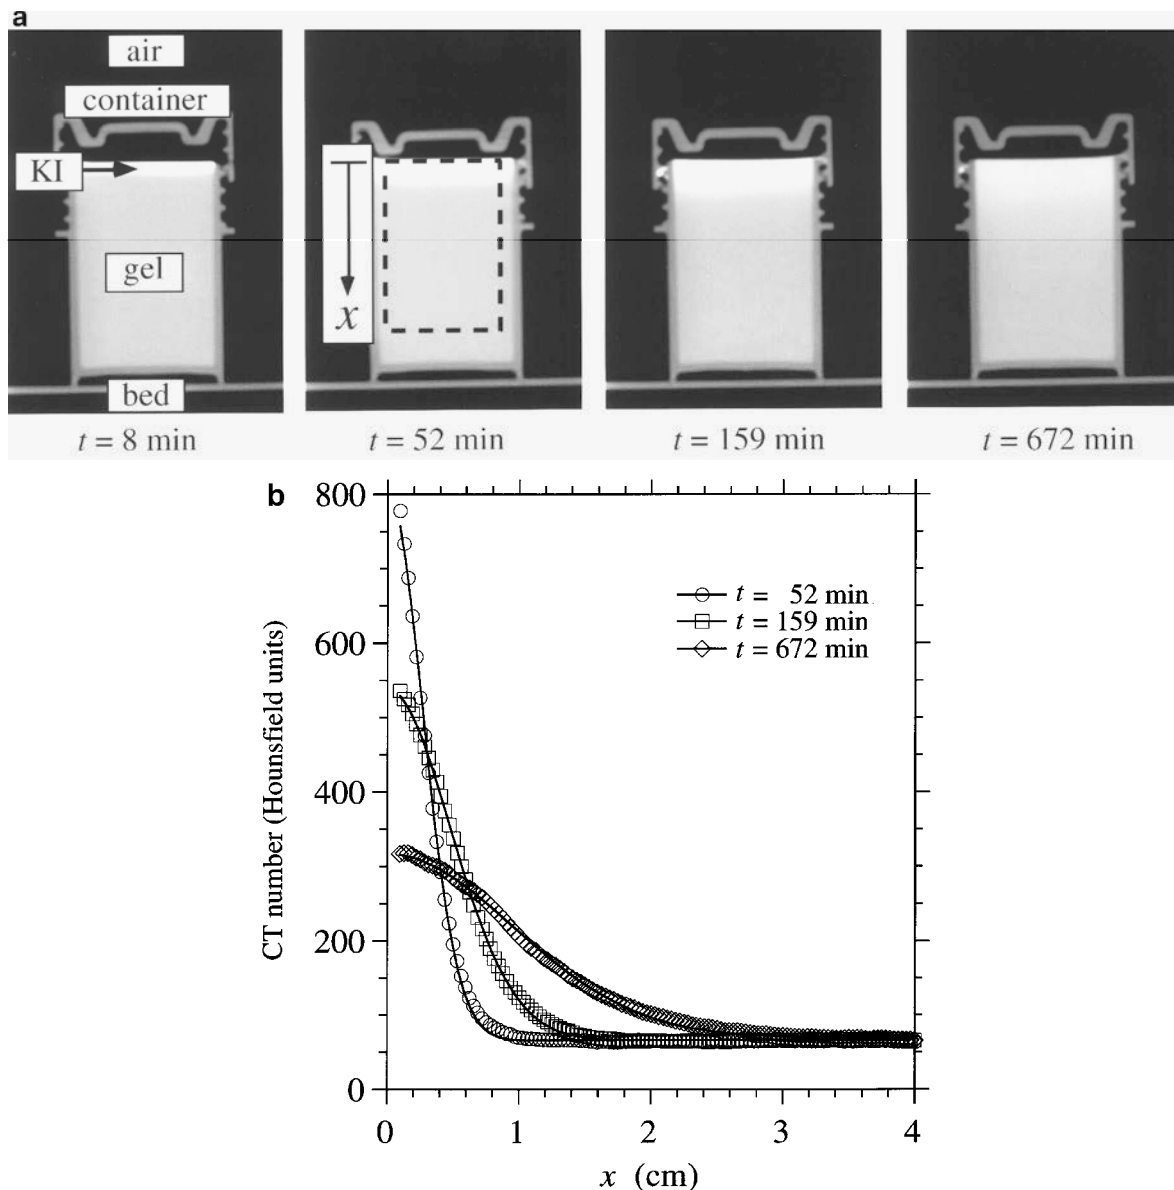 a
air
container
KI
gel
bed
x
t = 8 min
t = 52 min
t = 159 min
t = 672 min
b
CT number (Hounsfield units)
800
600
400
200
0
t = 52 min
t = 159 min
t = 672 min
0 1 2 3 4
x (cm)